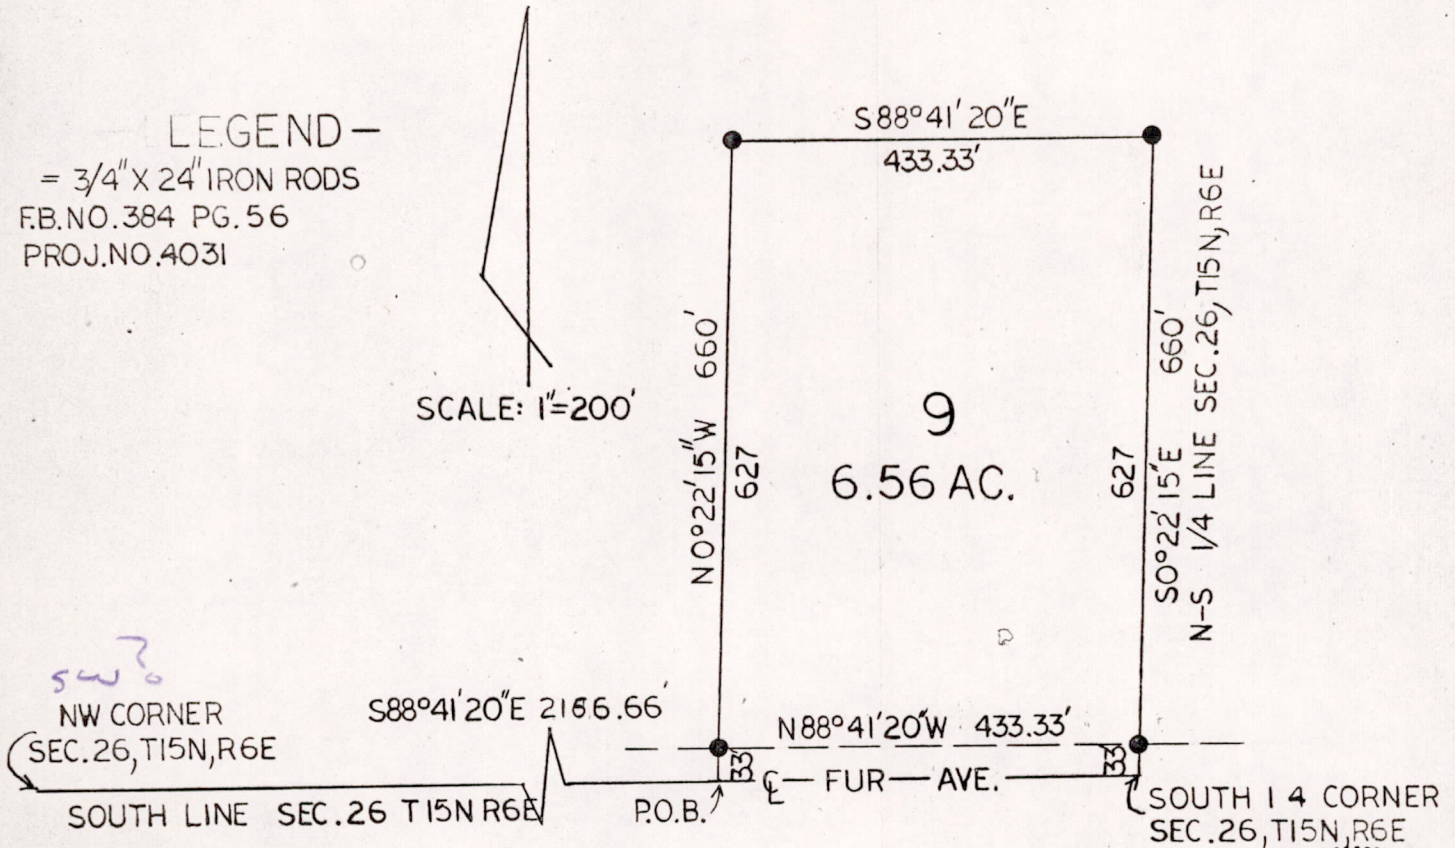 LEGEND-
= 3/4"X 24" IRON RODS
F.B.NO.384 PG.56
PROJ.NO.4031
SCALE: 1"=200'
S88°41'20"E
433.33'
N0°22'15"W 660'
627
9
6.56 AC.
627
S0°22'15"E 660'
N-S 1/4 LINE SEC.26, T15N, R6E
SW?
NW CORNER
SEC.26, T15N, R6E
S88°41'20"E 2166.66'
N88°41'20"W 433.33'
33
33
℄ - FUR - AVE.
SOUTH LINE SEC.26 T15N R6E
P.O.B.
SOUTH 1 4 CORNER
SEC.26, T15N, R6E